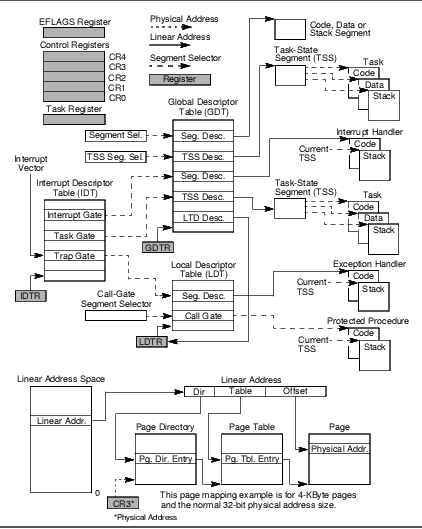 EFLAGS Register
Control Registers
CR4
CR3
CR2
CR1
CR0
Task Register
Physical Address
Linear Address
Segment Selector
Register
Global Descriptor
Table (GDT)
Segment Sel.
Seg. Desc.
TSS Seg. Sel.
TSS Desc.
Seg. Desc.
TSS Desc.
LTD Desc.
GDTR
Code, Data or
Stack Segment
Task-State
Segment (TSS)
Task
Code
Data
Stack
Interrupt Handler
Code
Current-
TSS
Stack
Task-State
Segment (TSS)
Task
Code
Data
Stack
Interrupt
Vector
Interrupt Descriptor
Table (IDT)
Interrupt Gate
Task Gate
Trap Gate
IDTR
Local Descriptor
Table (LDT)
Call-Gate
Segment Selector
Seg. Desc.
Call Gate
LDTR
Exception Handler
Code
Current-
TSS
Stack
Protected Procedure
Code
Current-
TSS
Stack
Linear Address Space
Linear Addr.
0
Linear Address
Dir
Table
Offset
Page Directory
Pg. Dir. Entry
Page Table
Pg. Tbl. Entry
Page
Physical Addr.
CR3*
*Physical Address
This page mapping example is for 4-KByte pages
and the normal 32-bit physical address size.